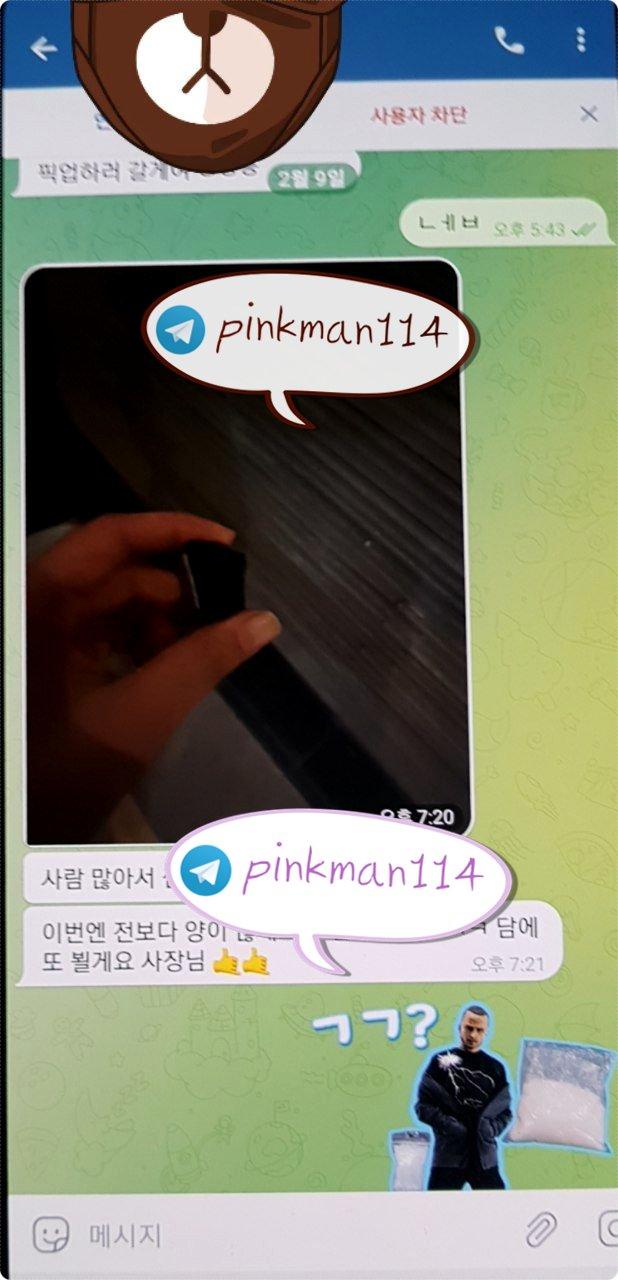 사용자 차단
픽업하러 갈게여
2월 9일
ㄴㅔㅂ
오후 5:43
pinkman114
오후 7:20
pinkman114
사람 많아서
이번엔 전보다 양이 담에
또 뵐게요 사장님 🤙🤙
오후 7:21
ㄱㄱ?
메시지